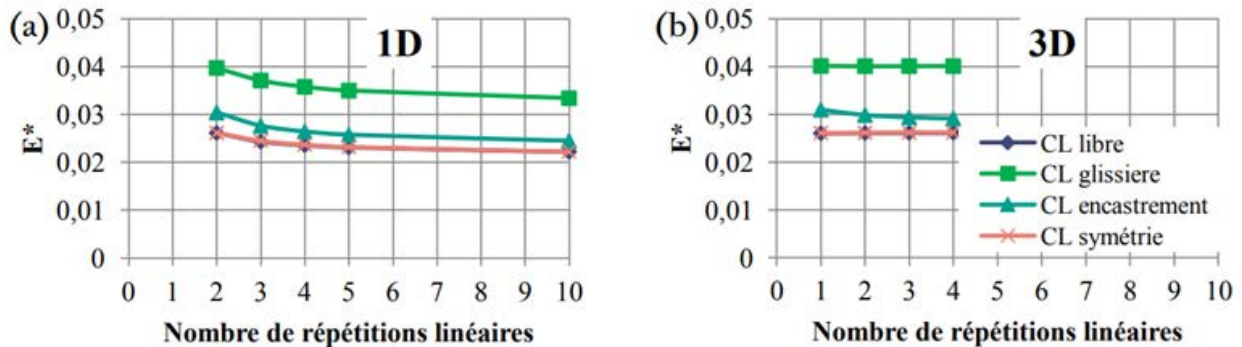 (a)
1D
E*
0,05
0,04
0,03
0,02
0,01
0
0 1 2 3 4 5 6 7 8 9 10
Nombre de répétitions linéaires
(b)
3D
E*
0,05
0,04
0,03
0,02
0,01
0
CL libre
CL glissiere
CL encastrement
CL symétrie
0 1 2 3 4 5 6 7 8 9 10
Nombre de répétitions linéaires